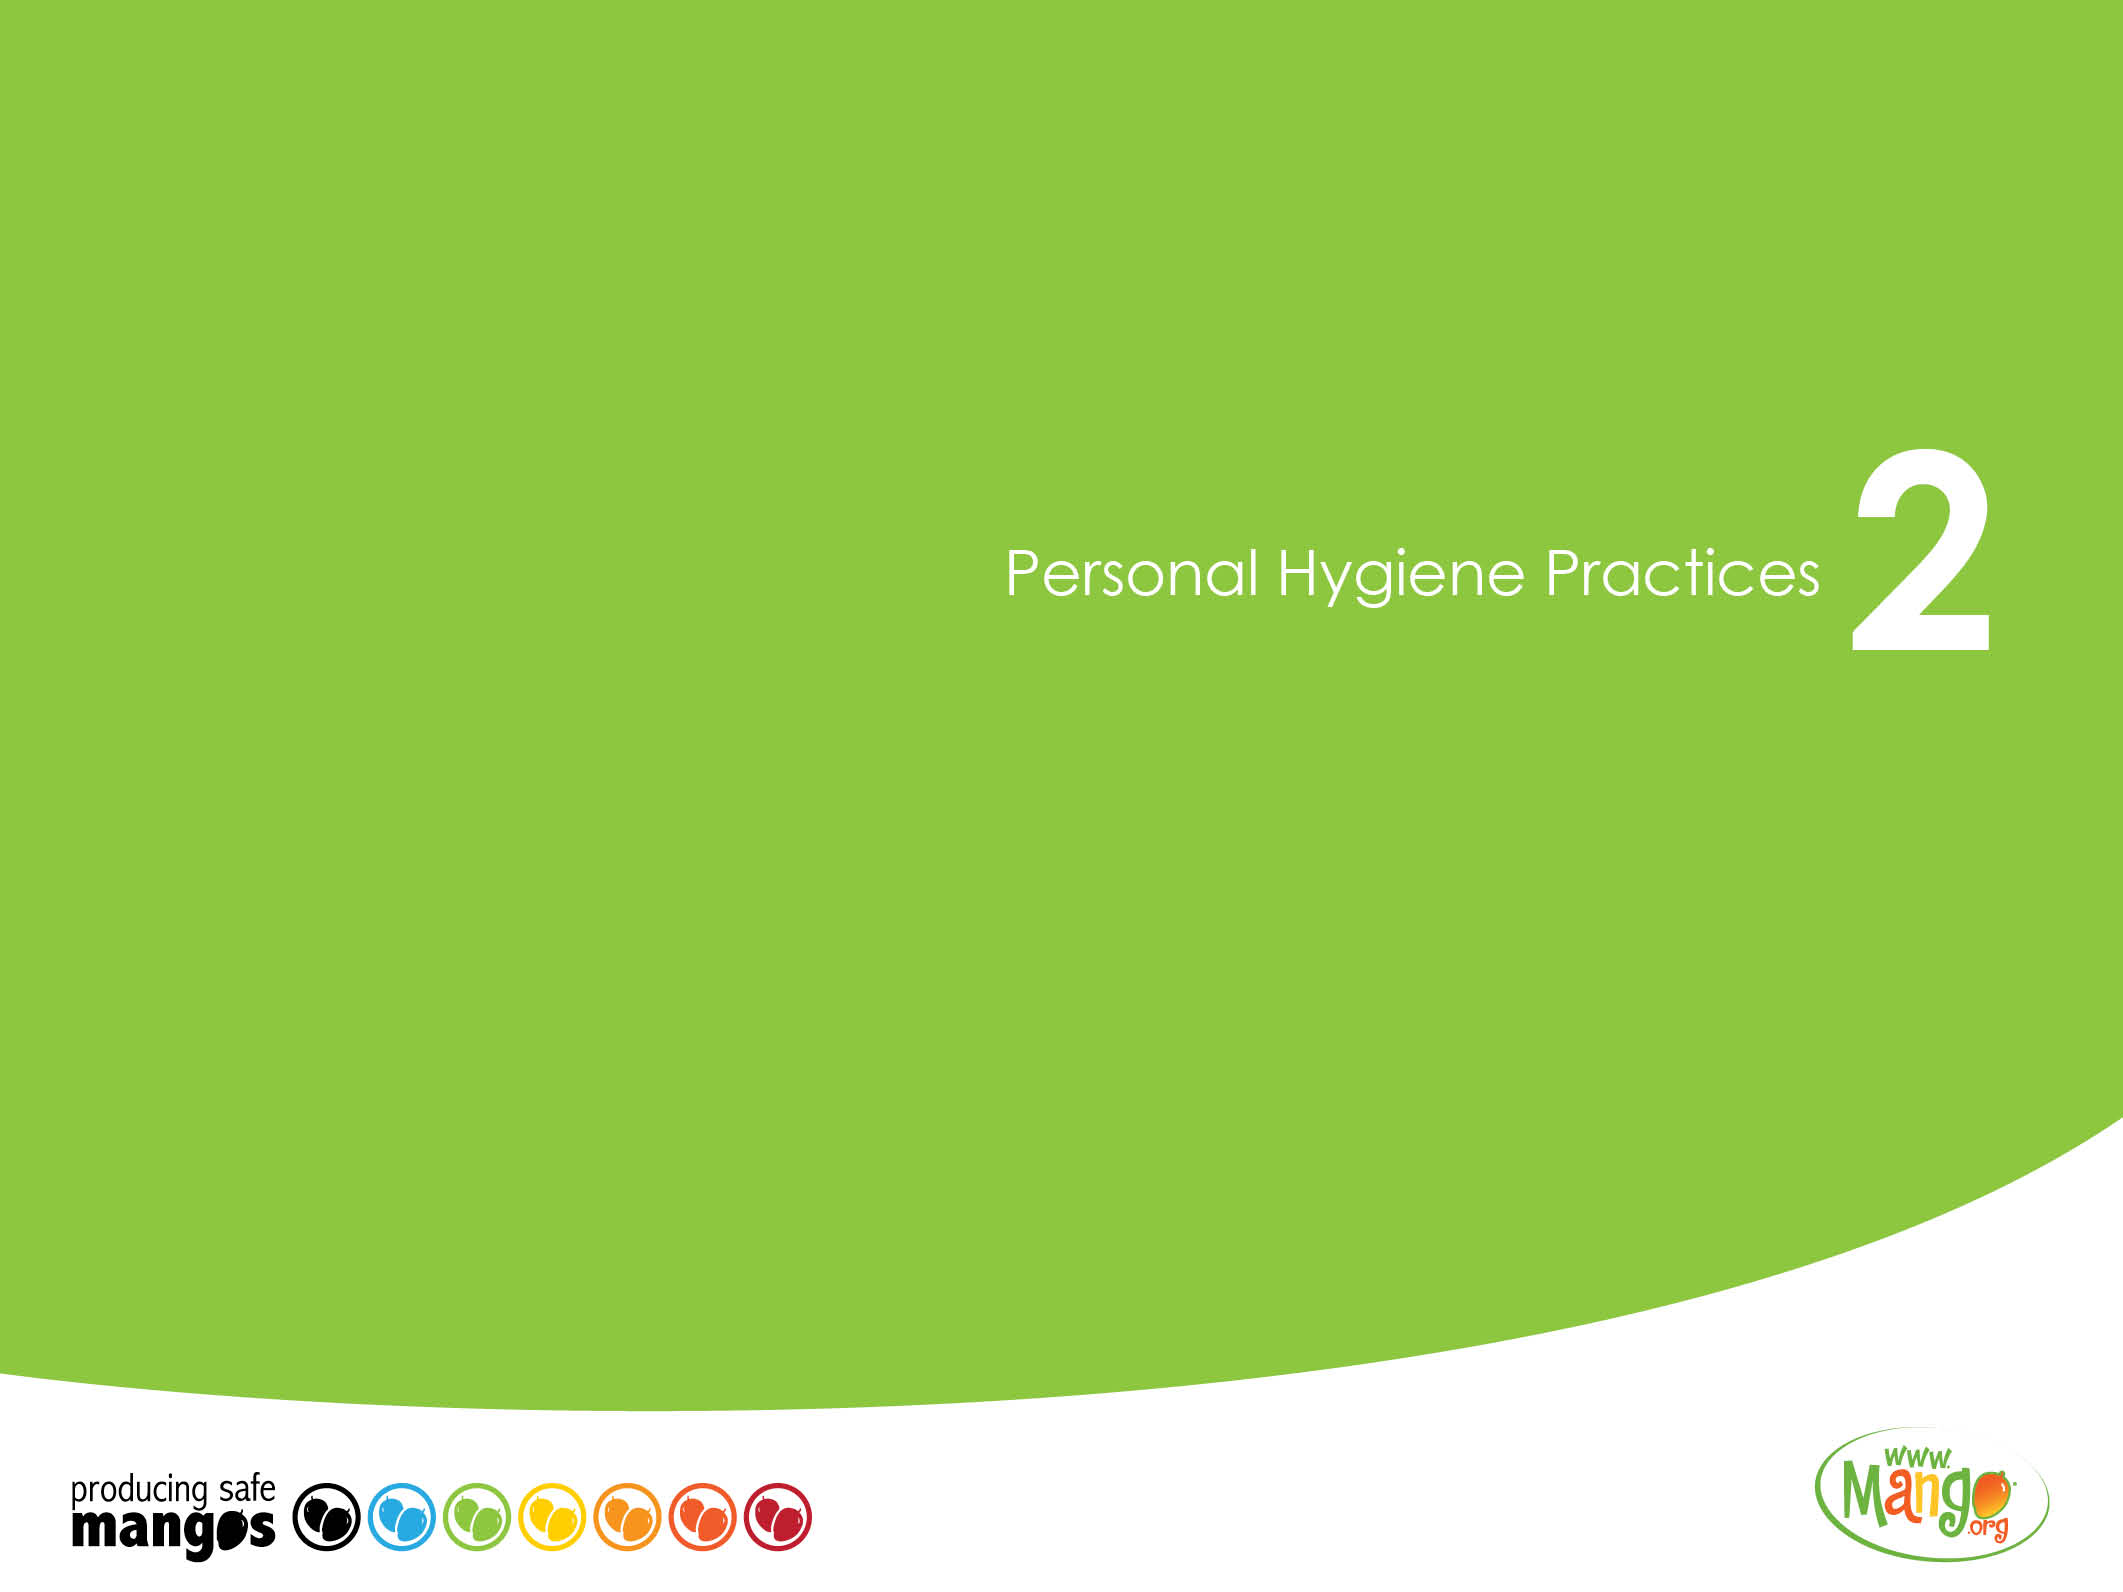 Personal Hygiene Practices 2
producing safe
mangos
www.
Mango
.org